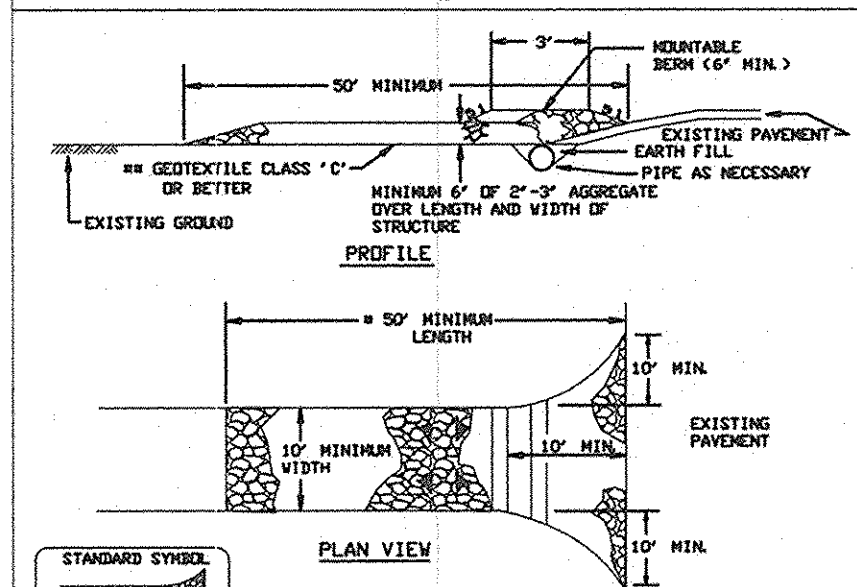 3'
MOUNTABLE
BERM (6" MIN.)
50' MINIMUM
EXISTING PAVEMENT
EARTH FILL
PIPE AS NECESSARY
** GEOTEXTILE CLASS 'C'
OR BETTER
MINIMUM 6" OF 2"-3" AGGREGATE
OVER LENGTH AND WIDTH OF
STRUCTURE
EXISTING GROUND
PROFILE
* 50' MINIMUM
LENGTH
10' MIN.
EXISTING
PAVEMENT
10' MINIMUM
WIDTH
10' MIN.
PLAN VIEW
10' MIN.
STANDARD SYMBOL